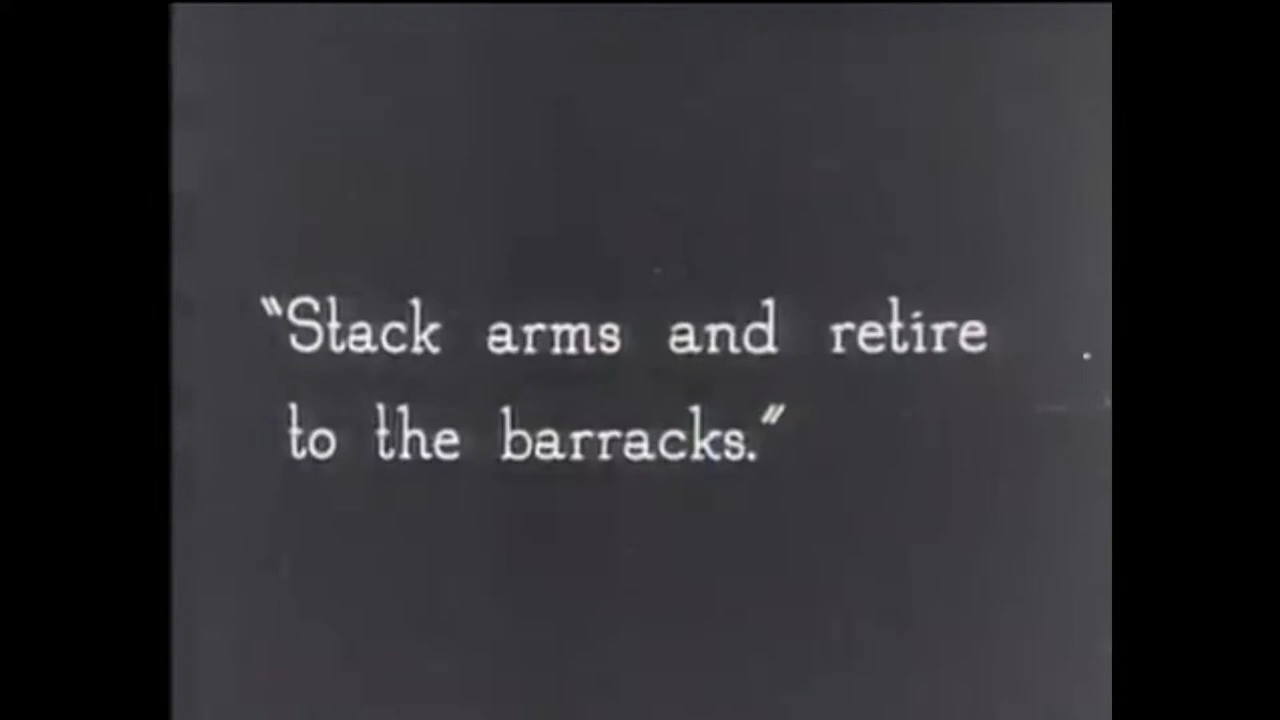 “Stack arms and retire
to the barracks.”